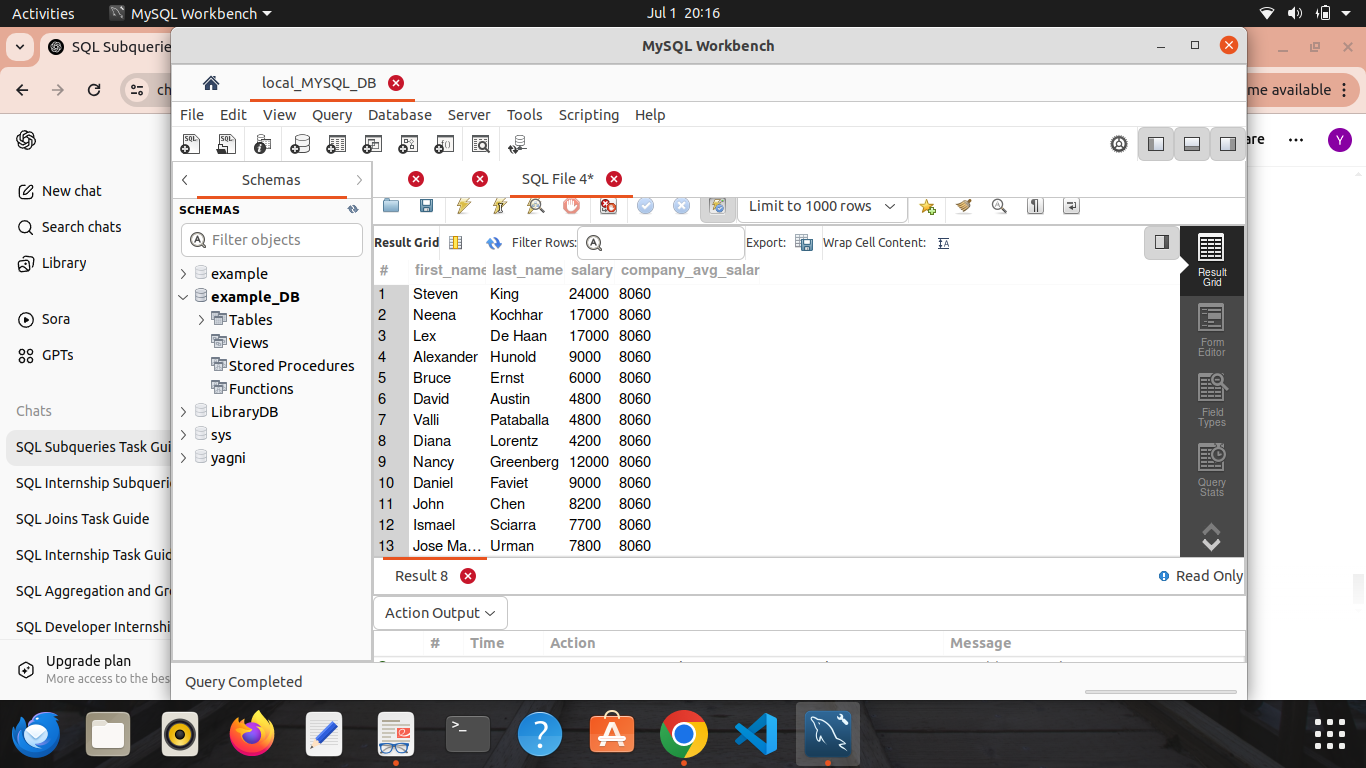 Activities MySQL Workbench Jul 1 20:16
SQL Subquerie
MySQL Workbench
local_MYSQL_DB
ch
me available
File Edit View Query Database Server Tools Scripting Help
are
Y
New chat
Search chats
Library
Sora
GPTs
Chats
SQL Subqueries Task Gui
SQL Internship Subqueri
SQL Joins Task Guide
SQL Internship Task Guid
SQL Aggregation and Gr
SQL Developer Internshi
Upgrade plan
More access to the bes
Schemas
SCHEMAS
Filter objects
example
example_DB
Tables
Views
Stored Procedures
Functions
LibraryDB
sys
yagni
SQL File 4*
Limit to 1000 rows
Result Grid Filter Rows: Export: Wrap Cell Content:
# first_name last_name salary company_avg_salar
1 Steven King 24000 8060
2 Neena Kochhar 17000 8060
3 Lex De Haan 17000 8060
4 Alexander Hunold 9000 8060
5 Bruce Ernst 6000 8060
6 David Austin 4800 8060
7 Valli Pataballa 4800 8060
8 Diana Lorentz 4200 8060
9 Nancy Greenberg 12000 8060
10 Daniel Faviet 9000 8060
11 John Chen 8200 8060
12 Ismael Sciarra 7700 8060
13 Jose Ma... Urman 7800 8060
Result
Grid
Form
Editor
Field
Types
Query
Stats
Result 8
Read Only
Action Output
# Time Action Message
Query Completed